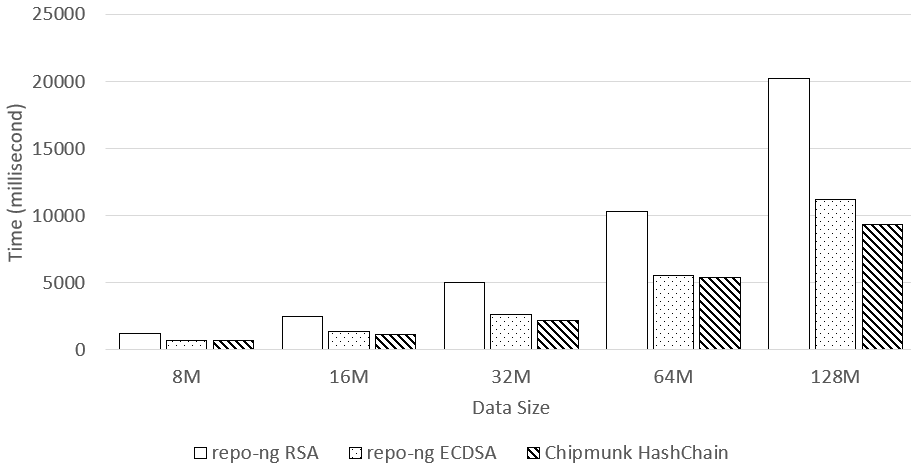 25000
20000
15000
10000
5000
0
Time (millisecond)
8M 16M 32M 64M 128M
Data Size
repo-ng RSA repo-ng ECDSA Chipmunk HashChain